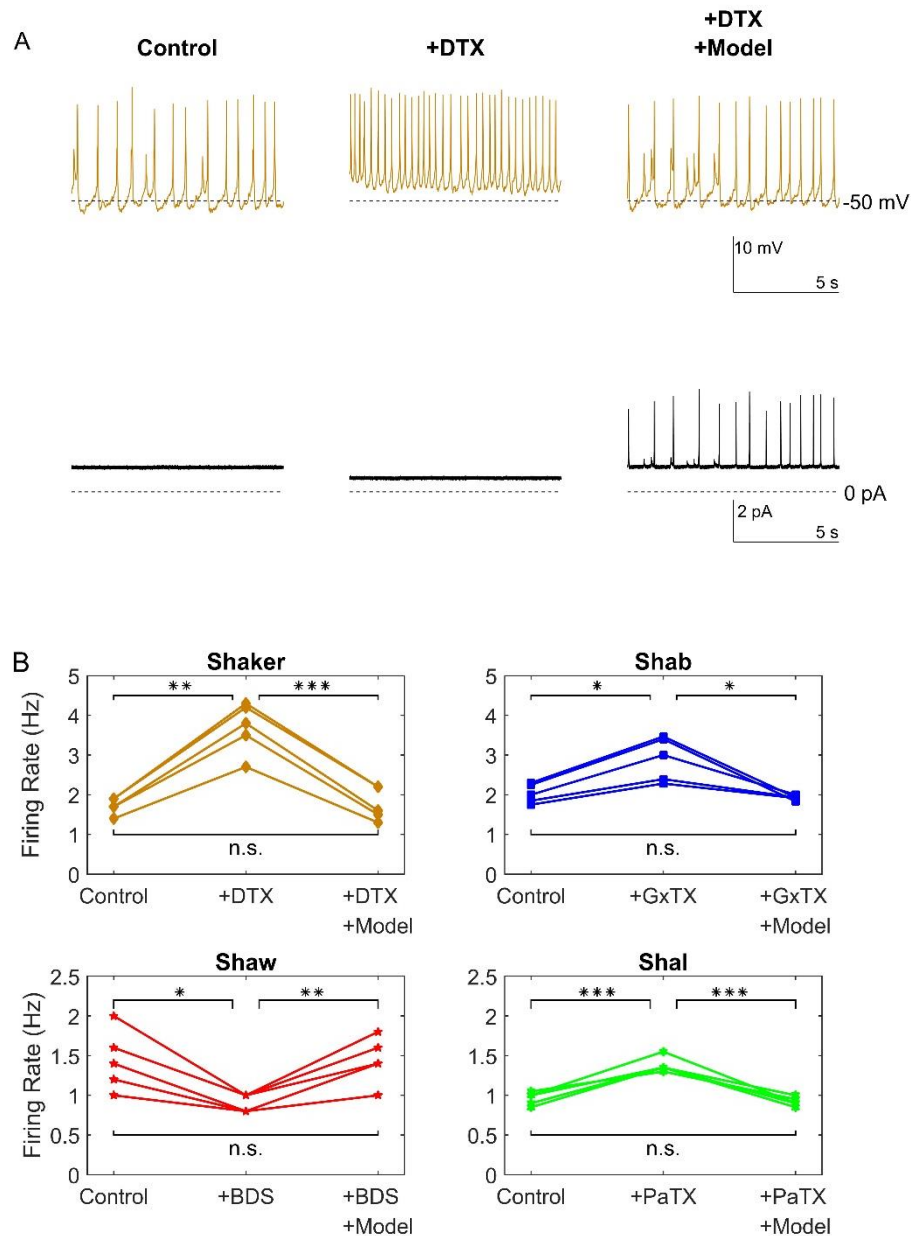 A
Control
+DTX
+DTX
+Model
-50 mV
10 mV
5 s
0 pA
2 pA
5 s
B
Shaker
5
4
3
2
1
0
Firing Rate (Hz)
** ***
n.s.
Control
+DTX
+DTX
+Model
Shab
5
4
3
2
1
0
* *
n.s.
Control
+GxTX
+GxTX
+Model
Shaw
2.5
2
1.5
1
0.5
0
Firing Rate (Hz)
* **
n.s.
Control
+BDS
+BDS
+Model
Shal
2.5
2
1.5
1
0.5
0
*** ***
n.s.
Control
+PaTX
+PaTX
+Model